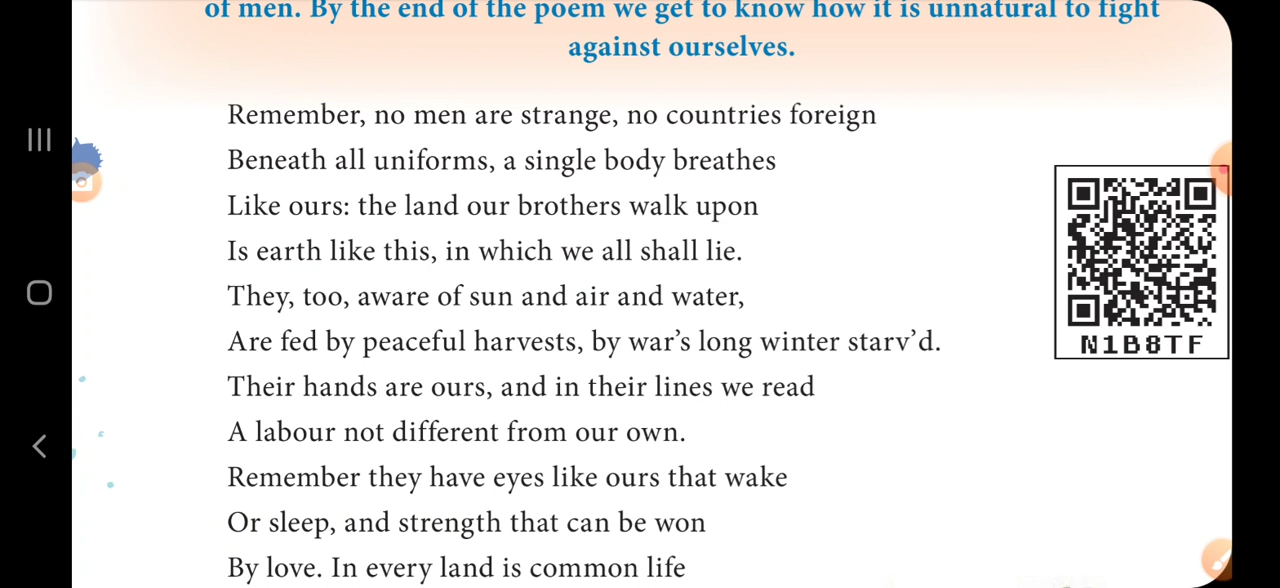 of men. By the end of the poem we get to know how it is unnatural to fight
against ourselves.
Remember, no men are strange, no countries foreign
Beneath all uniforms, a single body breathes
Like ours: the land our brothers walk upon
Is earth like this, in which we all shall lie.
They, too, aware of sun and air and water,
Are fed by peaceful harvests, by war’s long winter starv’d.
Their hands are ours, and in their lines we read
A labour not different from our own.
Remember they have eyes like ours that wake
Or sleep, and strength that can be won
By love. In every land is common life
N1B8TF